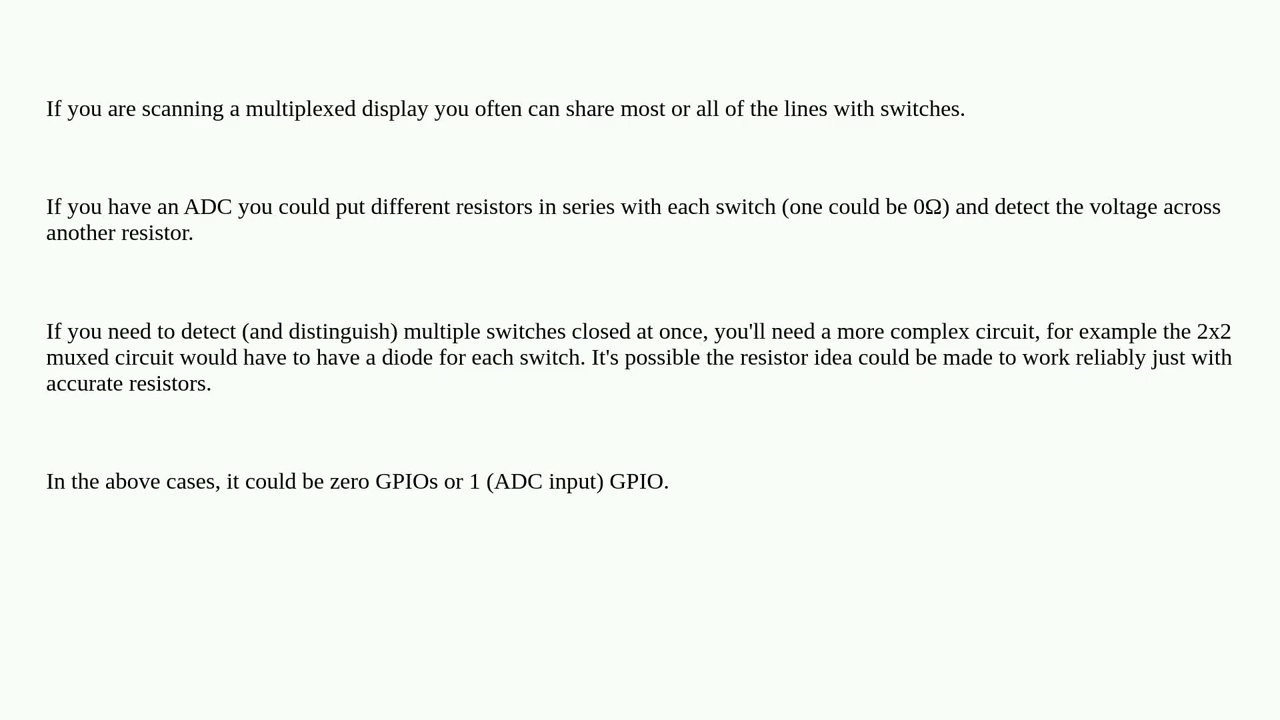 If you are scanning a multiplexed display you often can share most or all of the lines with switches.
If you have an ADC you could put different resistors in series with each switch (one could be 0Ω) and detect the voltage across
another resistor.
If you need to detect (and distinguish) multiple switches closed at once, you'll need a more complex circuit, for example the 2x2
muxed circuit would have to have a diode for each switch. It's possible the resistor idea could be made to work reliably just with
accurate resistors.
In the above cases, it could be zero GPIOs or 1 (ADC input) GPIO.